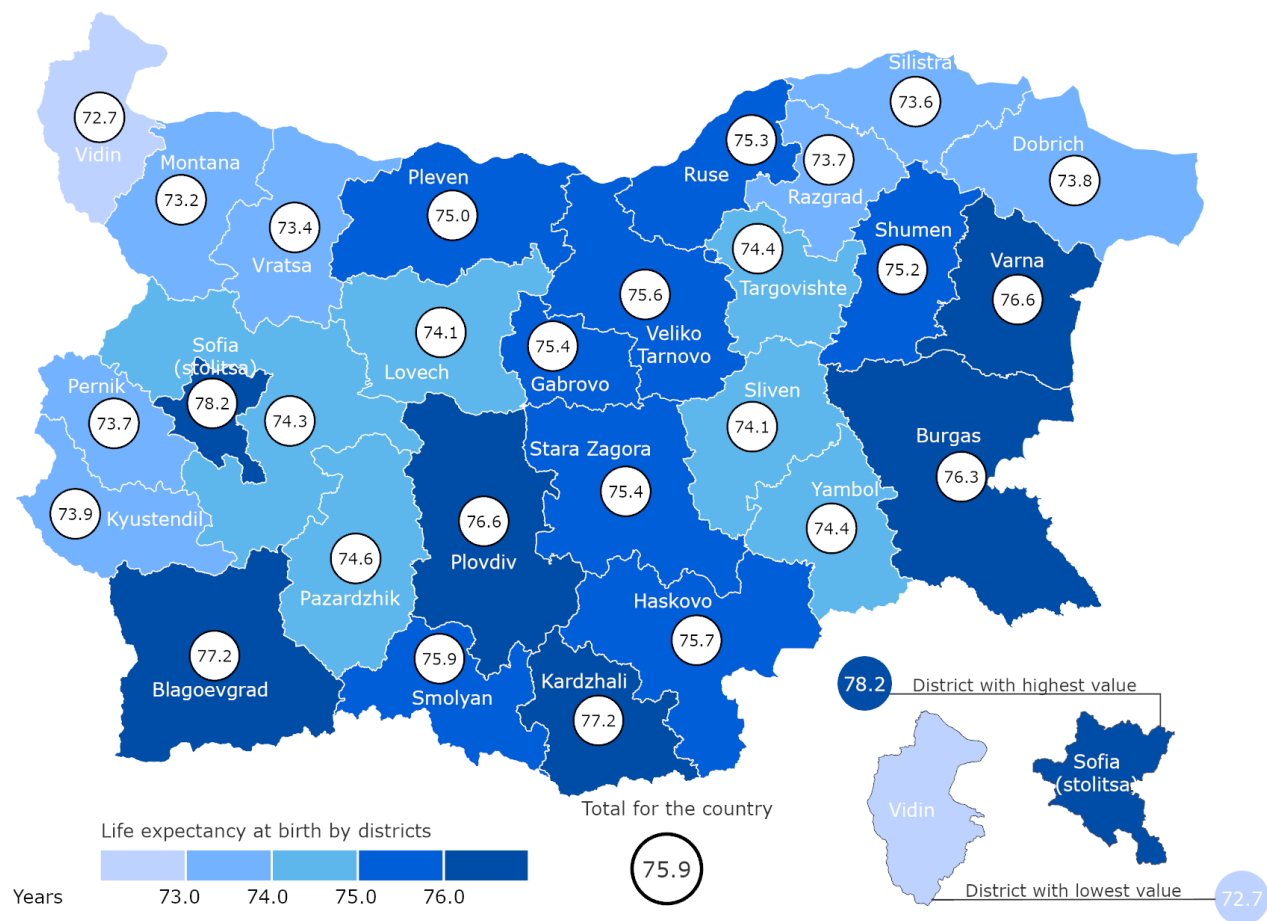 72.7
Vidin
Montana
73.2
73.4
Vratsa
Pleven
75.0
75.3
Ruse
Silistra
73.6
73.7
Razgrad
Dobrich
73.8
74.4
Targovishte
Shumen
75.2
Varna
76.6
75.6
Veliko
Tarnovo
74.1
Lovech
75.4
Gabrovo
Sofia
(stolitsa)
78.2
74.3
Pernik
73.7
73.9
Kyustendil
Sliven
74.1
Burgas
76.3
Stara Zagora
75.4
Yambol
74.4
76.6
Plovdiv
74.6
Pazardzhik
77.2
Blagoevgrad
75.9
Smolyan
Haskovo
75.7
Kardzhali
77.2
78.2
District with highest value
Vidin
Sofia
(stolitsa)
District with lowest value
72.7
Total for the country
75.9
Life expectancy at birth by districts
Years 73.0 74.0 75.0 76.0